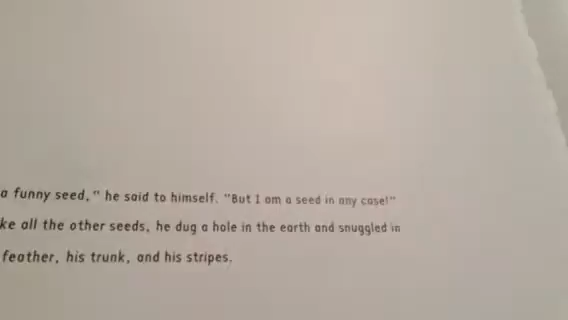 a funny seed," he said to himself. "But I am a seed in any case!"
ke all the other seeds, he dug a hole in the earth and snuggled in
feather, his trunk, and his stripes.